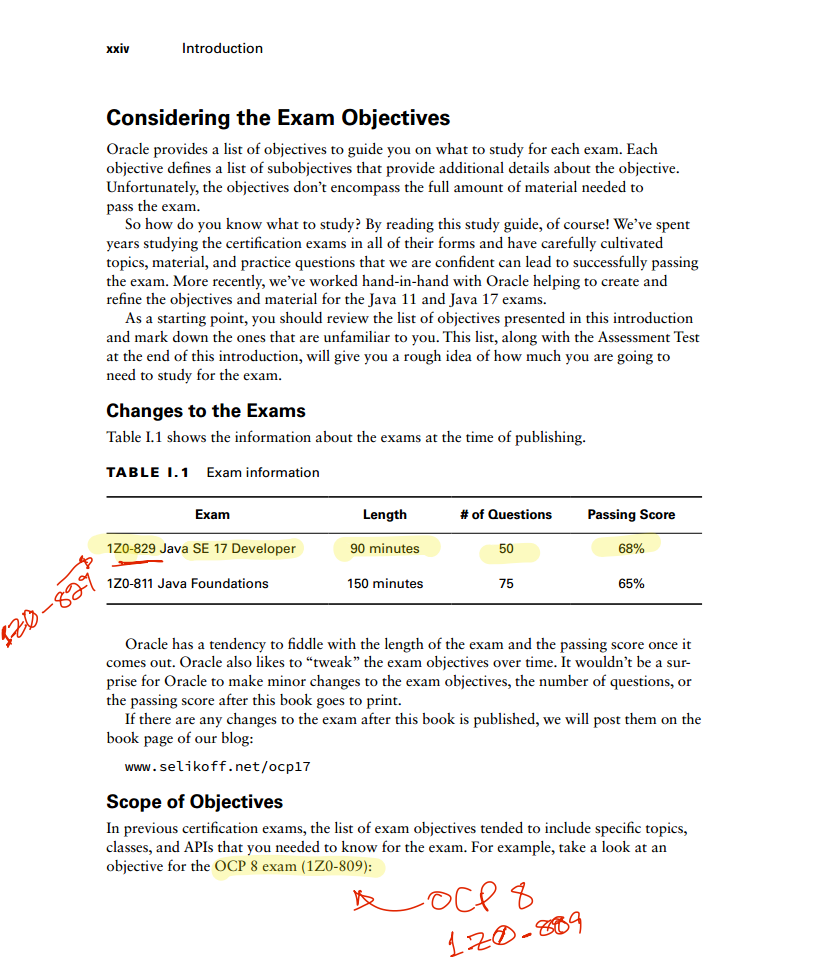 xxiv Introduction
Considering the Exam Objectives
Oracle provides a list of objectives to guide you on what to study for each exam. Each
objective defines a list of subobjectives that provide additional details about the objective.
Unfortunately, the objectives don’t encompass the full amount of material needed to
pass the exam.
So how do you know what to study? By reading this study guide, of course! We’ve spent
years studying the certification exams in all of their forms and have carefully cultivated
topics, material, and practice questions that we are confident can lead to successfully passing
the exam. More recently, we’ve worked hand-in-hand with Oracle helping to create and
refine the objectives and material for the Java 11 and Java 17 exams.
As a starting point, you should review the list of objectives presented in this introduction
and mark down the ones that are unfamiliar to you. This list, along with the Assessment Test
at the end of this introduction, will give you a rough idea of how much you are going to
need to study for the exam.
Changes to the Exams
Table I.1 shows the information about the exams at the time of publishing.
TABLE I.1 Exam information
Exam Length # of Questions Passing Score
1Z0-829 Java SE 17 Developer 90 minutes 50 68%
1Z0-811 Java Foundations 150 minutes 75 65%
1Z0-829
Oracle has a tendency to fiddle with the length of the exam and the passing score once it
comes out. Oracle also likes to “tweak” the exam objectives over time. It wouldn’t be a sur-
prise for Oracle to make minor changes to the exam objectives, the number of questions, or
the passing score after this book goes to print.
If there are any changes to the exam after this book is published, we will post them on the
book page of our blog:
www.selikoff.net/ocp17
Scope of Objectives
In previous certification exams, the list of exam objectives tended to include specific topics,
classes, and APIs that you needed to know for the exam. For example, take a look at an
objective for the OCP 8 exam (1Z0-809):
OCP 8